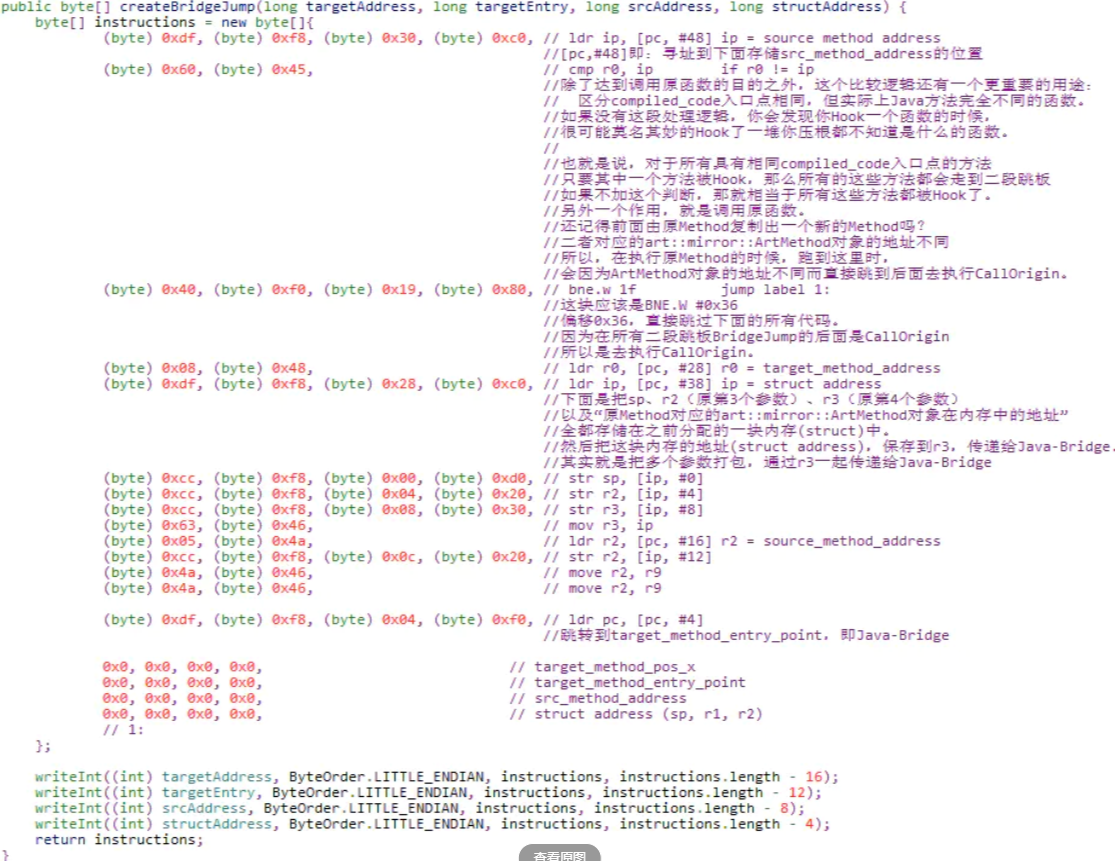 public byte[] createBridgeJump(long targetAddress, long targetEntry, long srcAddress, long structAddress) {
byte[] instructions = new byte[]{
(byte) 0xdf, (byte) 0xf8, (byte) 0x30, (byte) 0xc0, // ldr ip, [pc, #48] ip = source method address
//[pc,#48]即：寻址到下面存储src_method_address的位置
(byte) 0x60, (byte) 0x45, // cmp r0, ip if r0 != ip
//除了达到调用原函数的目的之外，这个比较逻辑还有一个更重要的用途：
// 区分compiled_code入口点相同，但实际上Java方法完全不同的函数。
//如果没有这段处理逻辑，你会发现你Hook一个函数的时候，
//很可能莫名其妙的Hook了一堆你压根都不知道是什么的函数。
//
//也就是说，对于所有具有相同compiled_code入口点的方法
//只要其中一个方法被Hook，那么所有的这些方法都会走到二段跳板
//如果不加这个判断，那就相当于所有这些方法都被Hook了。
//另外一个作用，就是调用原函数。
//还记得前面由原Method复制出一个新的Method吗？
//二者对应的art::mirror::ArtMethod对象的地址不同
//所以，在执行原Method的时候，跑到这里时，
//会因为ArtMethod对象的地址不同而直接跳到后面去执行CallOrigin。
(byte) 0x40, (byte) 0xf0, (byte) 0x19, (byte) 0x80, // bne.w 1f jump label 1:
//这块应该是BNE.W #0x36
//偏移0x36，直接跳过下面的所有代码。
//因为在所有二段跳板BridgeJump的后面是CallOrigin
//所以是去执行CallOrigin。
(byte) 0x08, (byte) 0x48, // ldr r0, [pc, #28] r0 = target_method_address
(byte) 0xdf, (byte) 0xf8, (byte) 0x28, (byte) 0xc0, // ldr ip, [pc, #38] ip = struct address
//下面是把sp、r2（原第3个参数）、r3（原第4个参数）
//以及“原Method对应的art::mirror::ArtMethod对象在内存中的地址”
//全都存储在之前分配的一块内存(struct)中。
//然后把这块内存的地址(struct address)，保存到r3，传递给Java-Bridge.
//其实就是把多个参数打包，通过r3一起传递给Java-Bridge
(byte) 0xcc, (byte) 0xf8, (byte) 0x00, (byte) 0xd0, // str sp, [ip, #0]
(byte) 0xcc, (byte) 0xf8, (byte) 0x04, (byte) 0x20, // str r2, [ip, #4]
(byte) 0xcc, (byte) 0xf8, (byte) 0x08, (byte) 0x30, // str r3, [ip, #8]
(byte) 0x63, (byte) 0x46, // mov r3, ip
(byte) 0x05, (byte) 0x4a, // ldr r2, [pc, #16] r2 = source_method_address
(byte) 0xcc, (byte) 0xf8, (byte) 0x0c, (byte) 0x20, // str r2, [ip, #12]
(byte) 0x4a, (byte) 0x46, // move r2, r9
(byte) 0x4a, (byte) 0x46, // move r2, r9
(byte) 0xdf, (byte) 0xf8, (byte) 0x04, (byte) 0xf0, // ldr pc, [pc, #4]
//跳转到target_method_entry_point，即Java-Bridge
0x0, 0x0, 0x0, 0x0, // target_method_pos_x
0x0, 0x0, 0x0, 0x0, // target_method_entry_point
0x0, 0x0, 0x0, 0x0, // src_method_address
0x0, 0x0, 0x0, 0x0, // struct address (sp, r1, r2)
// 1:
};
writeInt((int) targetAddress, ByteOrder.LITTLE_ENDIAN, instructions, instructions.length - 16);
writeInt((int) targetEntry, ByteOrder.LITTLE_ENDIAN, instructions, instructions.length - 12);
writeInt((int) srcAddress, ByteOrder.LITTLE_ENDIAN, instructions, instructions.length - 8);
writeInt((int) structAddress, ByteOrder.LITTLE_ENDIAN, instructions, instructions.length - 4);
return instructions;
}
查看原图